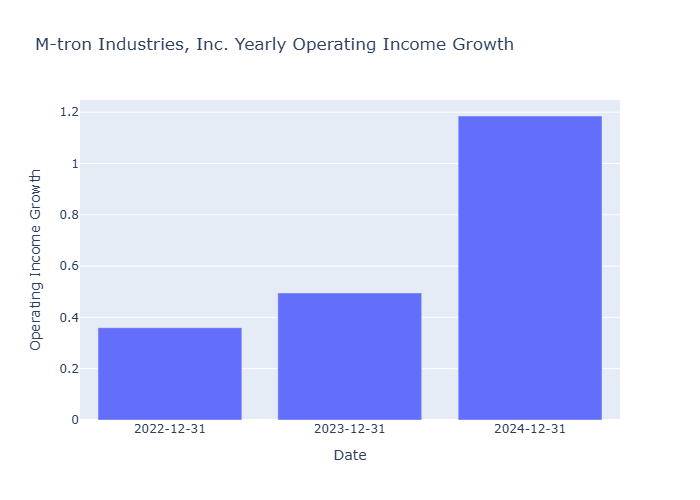 M-tron Industries, Inc. Yearly Operating Income Growth
Operating Income Growth
1.2
1
0.8
0.6
0.4
0.2
0
2022-12-31 2023-12-31 2024-12-31
Date